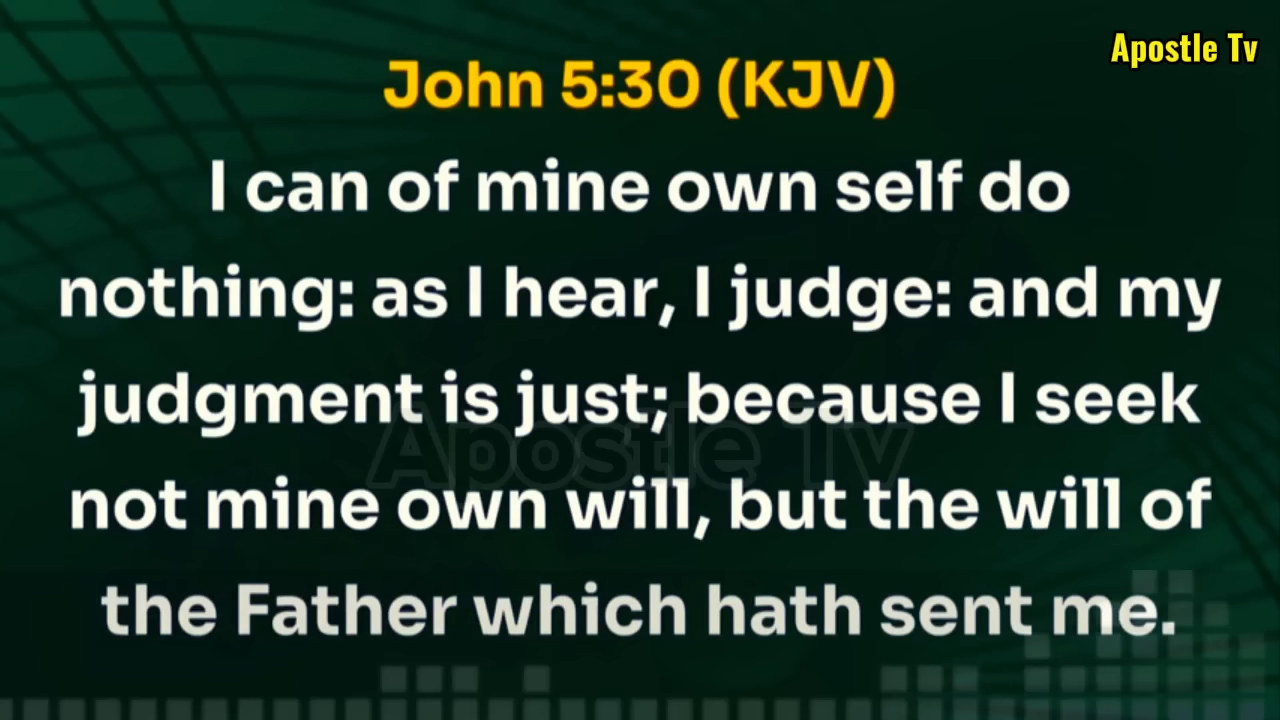 Apostle Tv
John 5:30 (KJV)
I can of mine own self do
nothing: as I hear, I judge: and my
judgment is just; because I seek
Apostle Tv
not mine own will, but the will of
the Father which hath sent me.